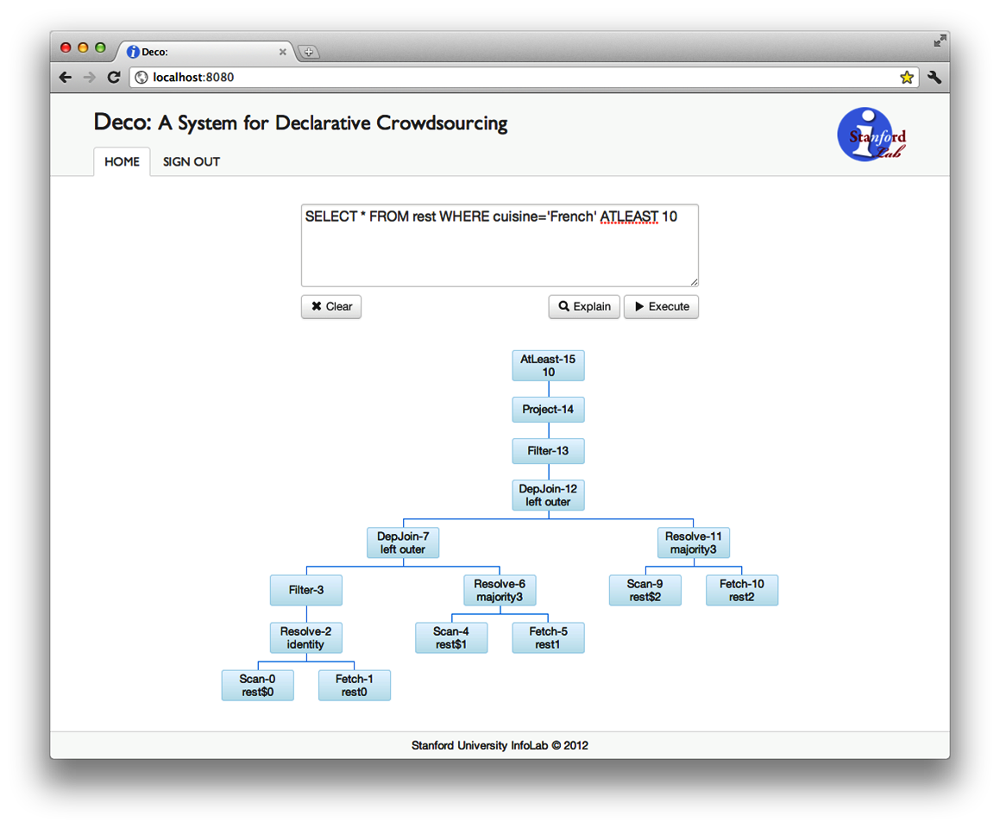 Deco:
localhost:8080
Deco: A System for Declarative Crowdsourcing
Stanford
Lab
HOME SIGN OUT
SELECT * FROM rest WHERE cuisine='French' ATLEAST 10
Clear
Explain
Execute
AtLeast-15
10
Project-14
Filter-13
DepJoin-12
left outer
DepJoin-7
left outer
Resolve-11
majority3
Filter-3
Resolve-6
majority3
Scan-9
rest$2
Fetch-10
rest2
Resolve-2
identity
Scan-4
rest$1
Fetch-5
rest1
Scan-0
rest$0
Fetch-1
rest0
Stanford University InfoLab © 2012